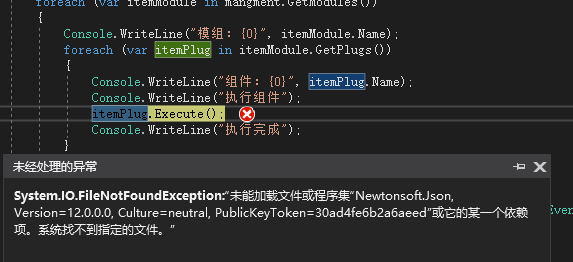 foreach (var itemModule in mangment.GetModules())
{
Console.WriteLine("模组：{0}", itemModule.Name);
foreach (var itemPlug in itemModule.GetPlugs())
{
Console.WriteLine("组件：{0}", itemPlug.Name);
Console.WriteLine("执行组件");
itemPlug.Execute();
Console.WriteLine("执行完成");
}
未经处理的异常
System.IO.FileNotFoundException:“未能加载文件或程序集“Newtonsoft.Json,
Version=12.0.0.0, Culture=neutral, PublicKeyToken=30ad4fe6b2a6aeed”或它的某一个依赖
项。系统找不到指定的文件。”
Even